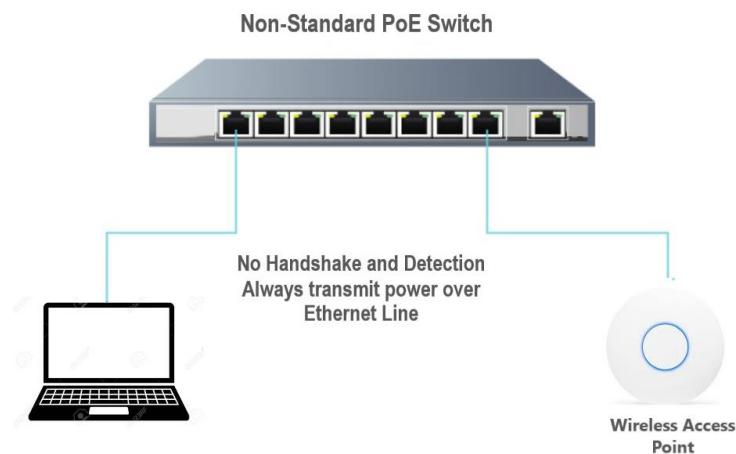 Non-Standard PoE Switch
No Handshake and Detection
Always transmit power over
Ethernet Line
Wireless Access
Point